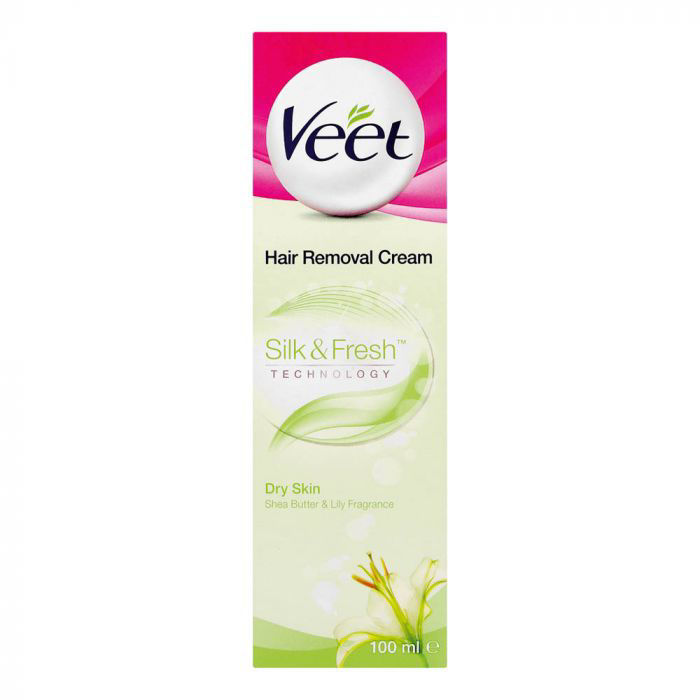 Veet
Hair Removal Cream
Silk & Fresh™
TECHNOLOGY
Dry Skin
Shea Butter & Lily Fragrance
100 ml ℮